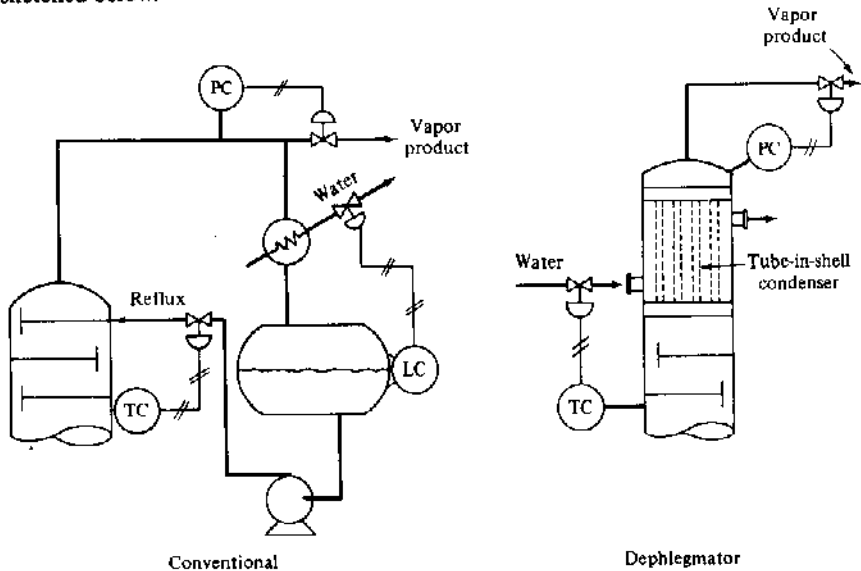 PC
Vapor
product
Water
Reflux
TC
LC
Conventional
Vapor
product
PC
Water
Tube-in-shell
condenser
TC
Dephlegmator